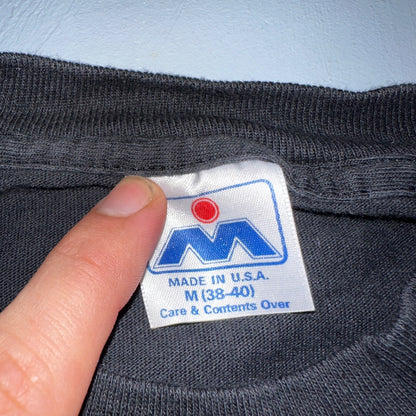 MADE IN U.S.A.
M (38-40)
Care & Contents Over